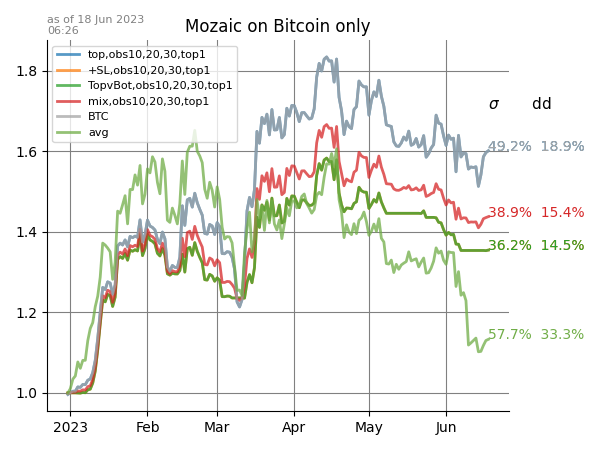 as of 18 Jun 2023
06:26
Mozaic on Bitcoin only
top,obs10,20,30,top1
+SL,obs10,20,30,top1
TopvBot,obs10,20,30,top1
mix,obs10,20,30,top1
BTC
avg
σ dd
49.2% 18.9%
38.9% 15.4%
36.2% 14.5%
57.7% 33.3%
1.8
1.6
1.4
1.2
1.0
2023 Feb Mar Apr May Jun